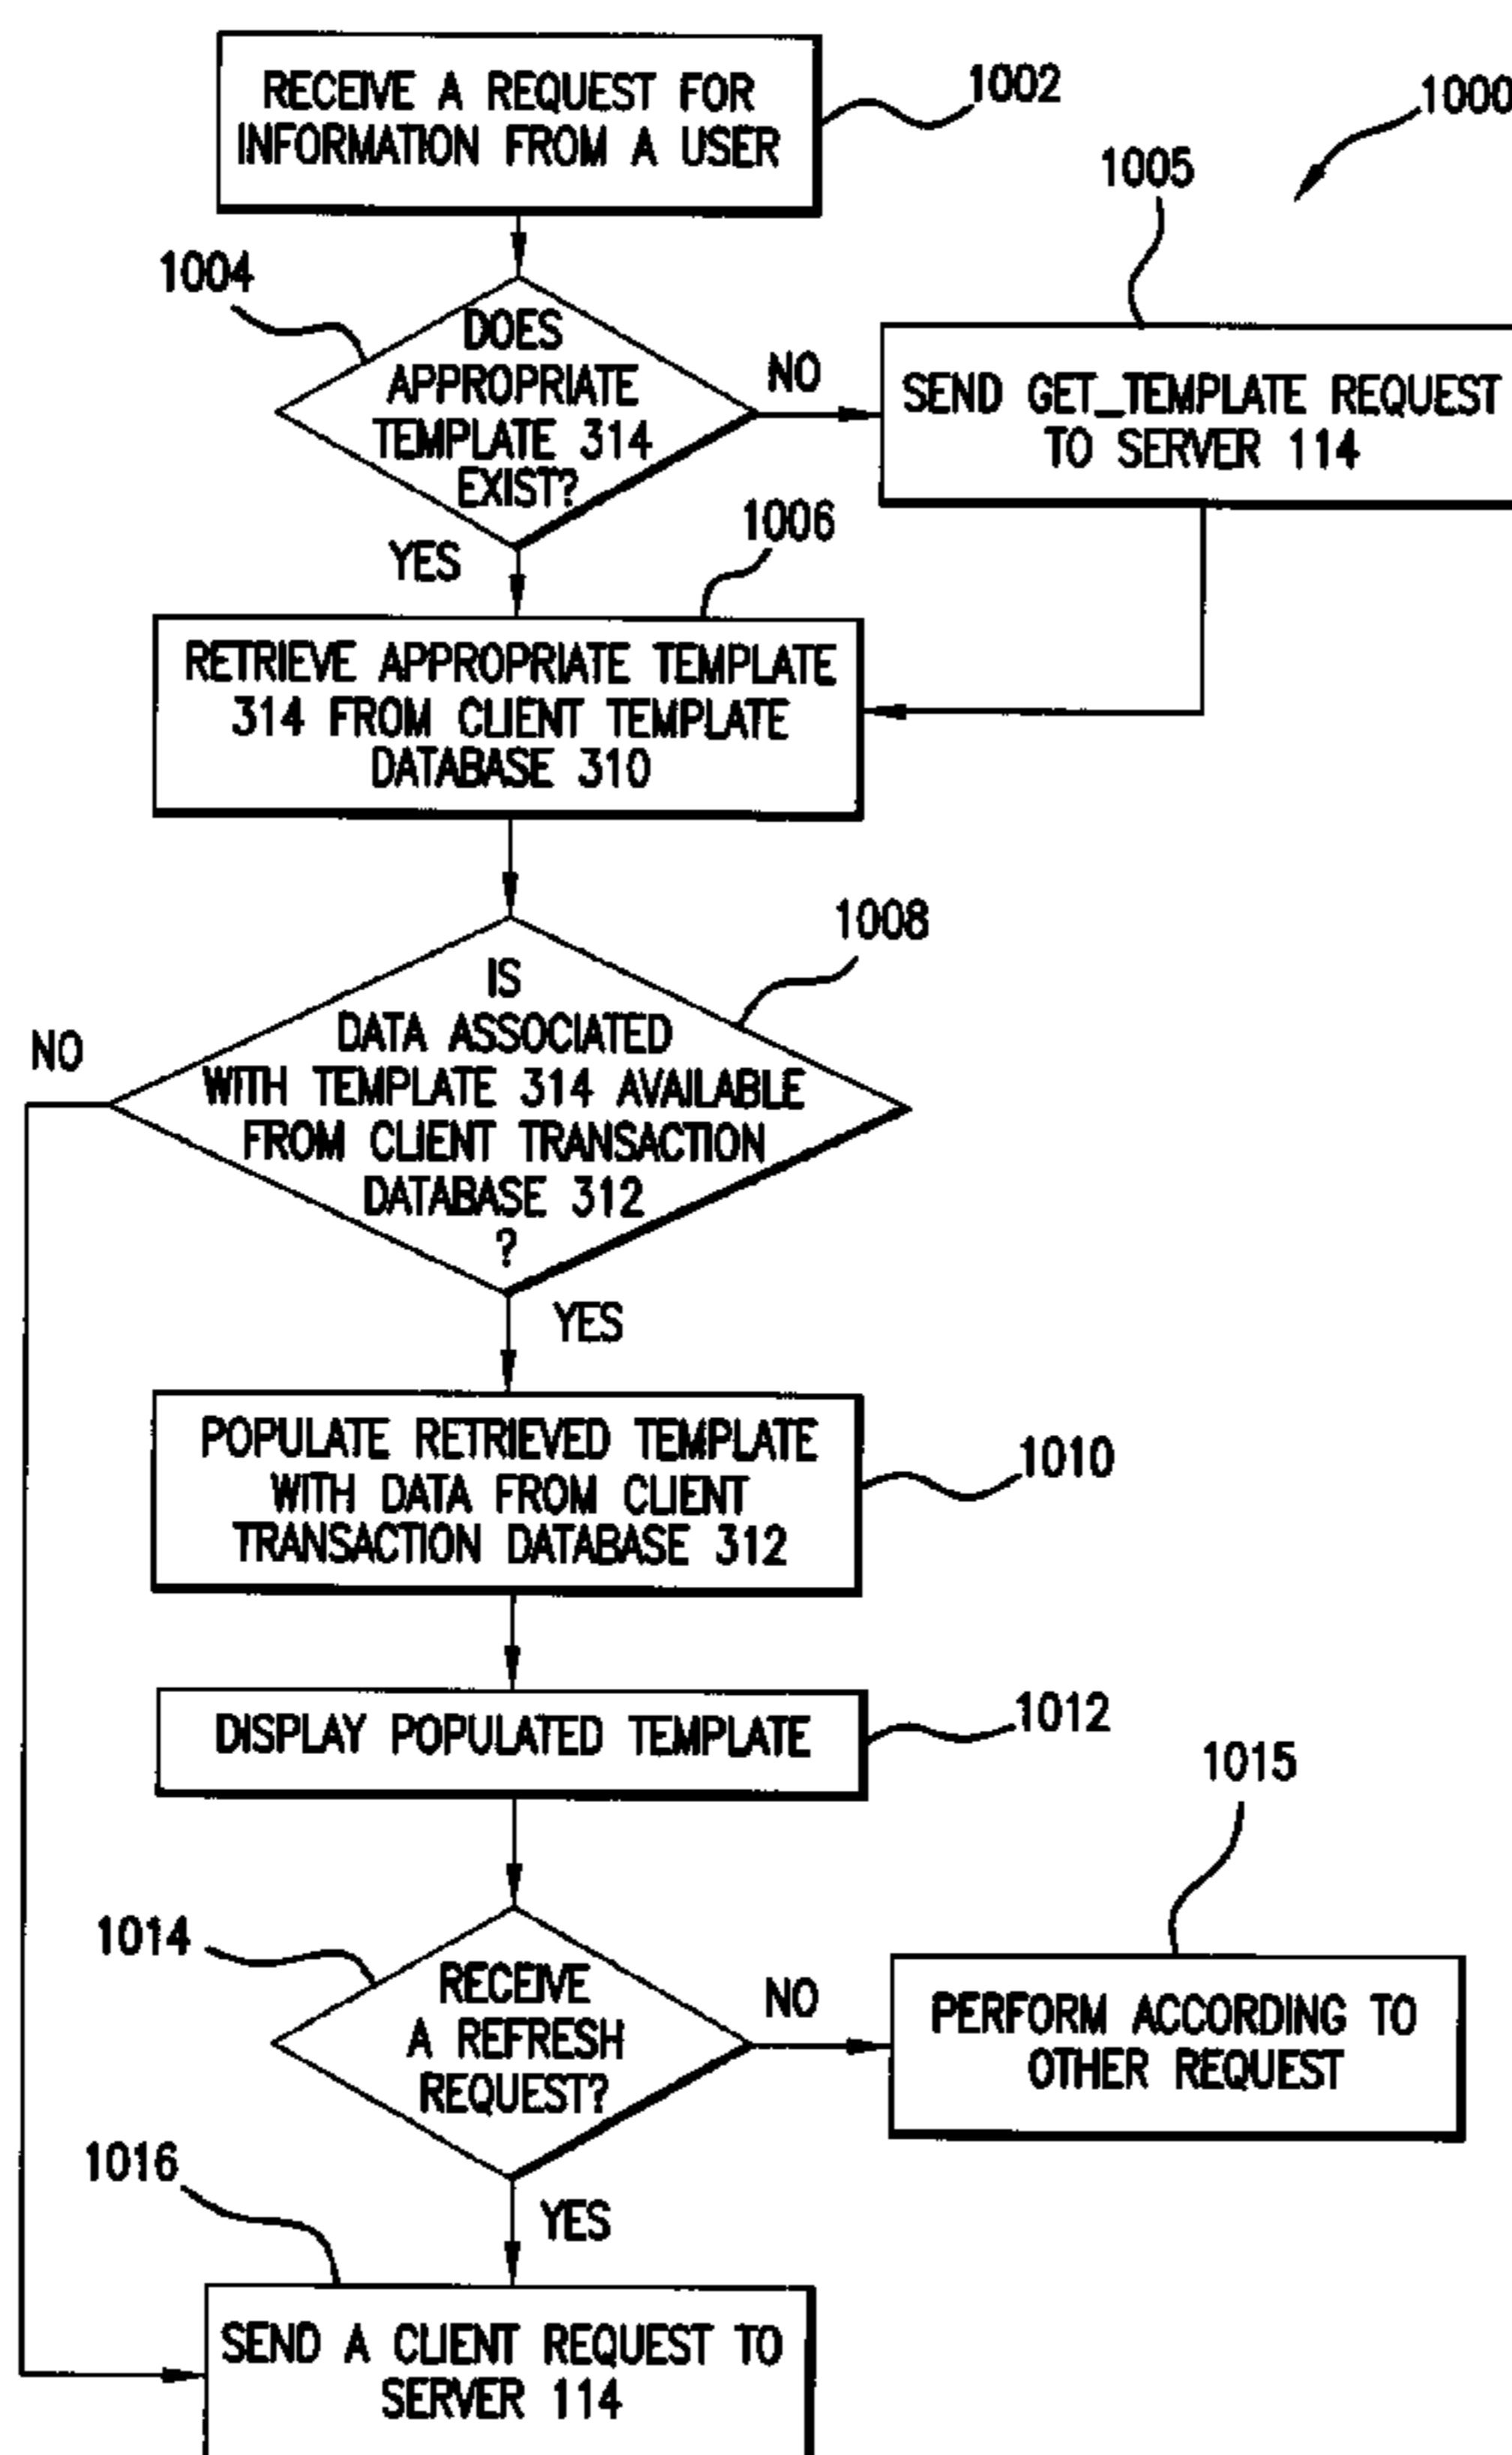 RECEIVE A REQUEST FOR
INFORMATION FROM A USER
1002
1000
1005
1004
DOES
APPROPRIATE
TEMPLATE 314
EXIST?
NO
SEND GET_TEMPLATE REQUEST
TO SERVER 114
YES
1006
RETRIEVE APPROPRIATE TEMPLATE
314 FROM CLIENT TEMPLATE
DATABASE 310
1008
IS
DATA ASSOCIATED
WITH TEMPLATE 314 AVAILABLE
FROM CLIENT TRANSACTION
DATABASE 312
?
NO
YES
POPULATE RETRIEVED TEMPLATE
WITH DATA FROM CLIENT
TRANSACTION DATABASE 312
1010
DISPLAY POPULATED TEMPLATE
1012
1015
1014
RECEIVE
A REFRESH
REQUEST?
NO
PERFORM ACCORDING TO
OTHER REQUEST
1016
YES
SEND A CLIENT REQUEST TO
SERVER 114